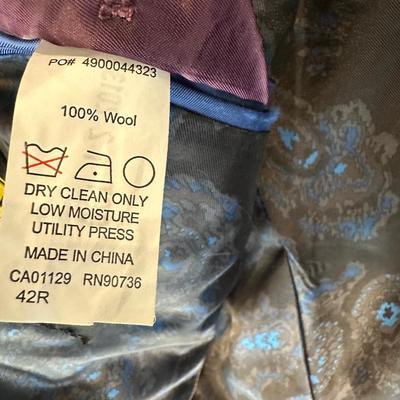 PO# 4900044323
100% Wool
DRY CLEAN ONLY
LOW MOISTURE
UTILITY PRESS
MADE IN CHINA
CA01129 RN90736
42R